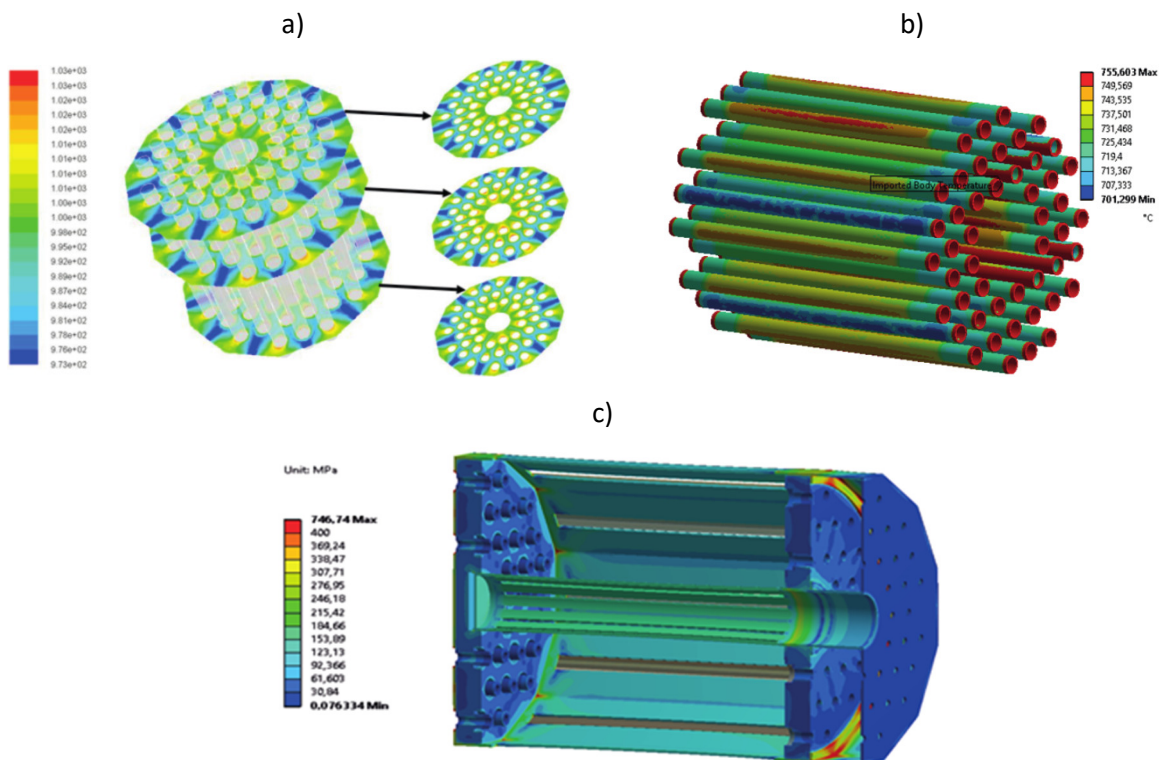 a)
1.03e+03
1.03e+03
1.02e+03
1.02e+03
1.02e+03
1.01e+03
1.01e+03
1.01e+03
1.01e+03
1.00e+03
1.00e+03
9.98e+02
9.95e+02
9.92e+02
9.89e+02
9.87e+02
9.84e+02
9.81e+02
9.78e+02
9.76e+02
9.73e+02
b)
755,603 Max
749,569
743,535
737,501
731,468
725,434
719,4
713,367
707,333
701,299 Min
°C
Imported Body Temperature
c)
Unit: MPa
746,74 Max
400
369,24
338,47
307,71
276,95
246,18
215,42
184,66
153,89
123,13
92,366
61,603
30,84
0,076334 Min